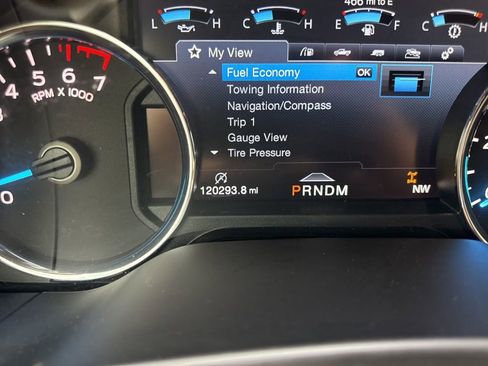 466 mi to E
L H C H E F C H
My View
Fuel Economy OK
Towing Information
Navigation/Compass
Trip 1
Gauge View
Tire Pressure
5 6 7
4
RPM X 1000
0
120293.8 mi
PRNDM
NW